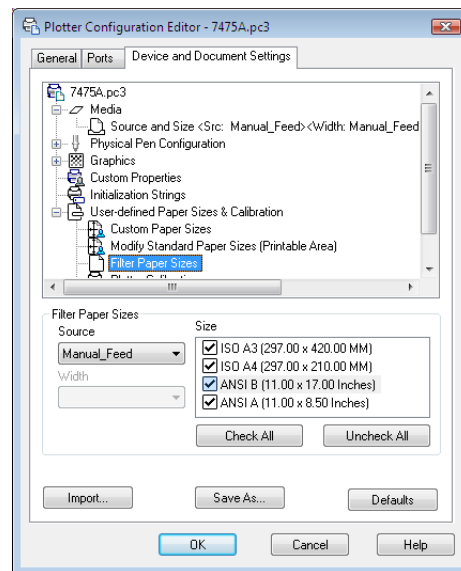 Plotter Configuration Editor - 7475A.pc3
General Ports Device and Document Settings
7475A.pc3
Media
Source and Size <Src: Manual_Feed><Width: Manual_Feed
Physical Pen Configuration
Graphics
Custom Properties
Initialization Strings
User-defined Paper Sizes & Calibration
Custom Paper Sizes
Modify Standard Paper Sizes (Printable Area)
Filter Paper Sizes
Filter Paper Sizes
Source
Size
Manual_Feed
Width
ISO A3 (297.00 x 420.00 MM)
ISO A4 (297.00 x 210.00 MM)
ANSI B (11.00 x 17.00 Inches)
ANSI A (11.00 x 8.50 Inches)
Check All Uncheck All
Import... Save As... Defaults
OK Cancel Help